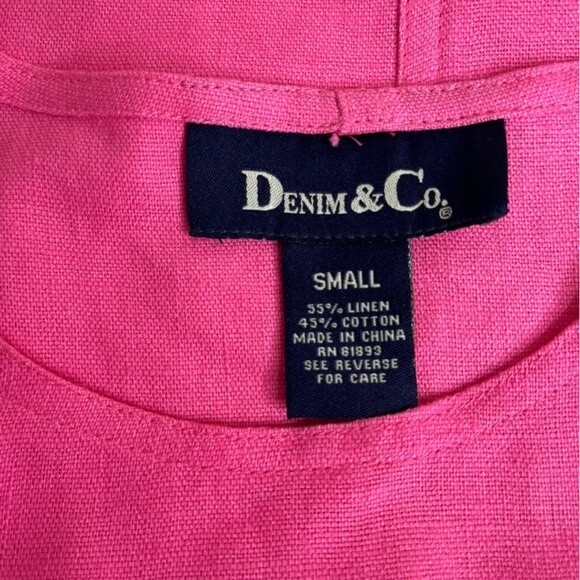 DENIM & CO.®
SMALL
55% LINEN
45% COTTON
MADE IN CHINA
RN 81893
SEE REVERSE
FOR CARE